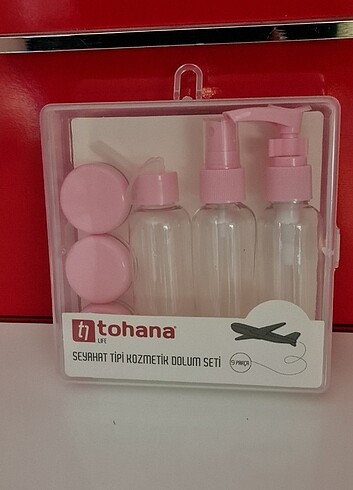 tohana
LIFE
SEYAHAT TİPİ KOZMETİK DOLUM SETİ
9 PARÇA